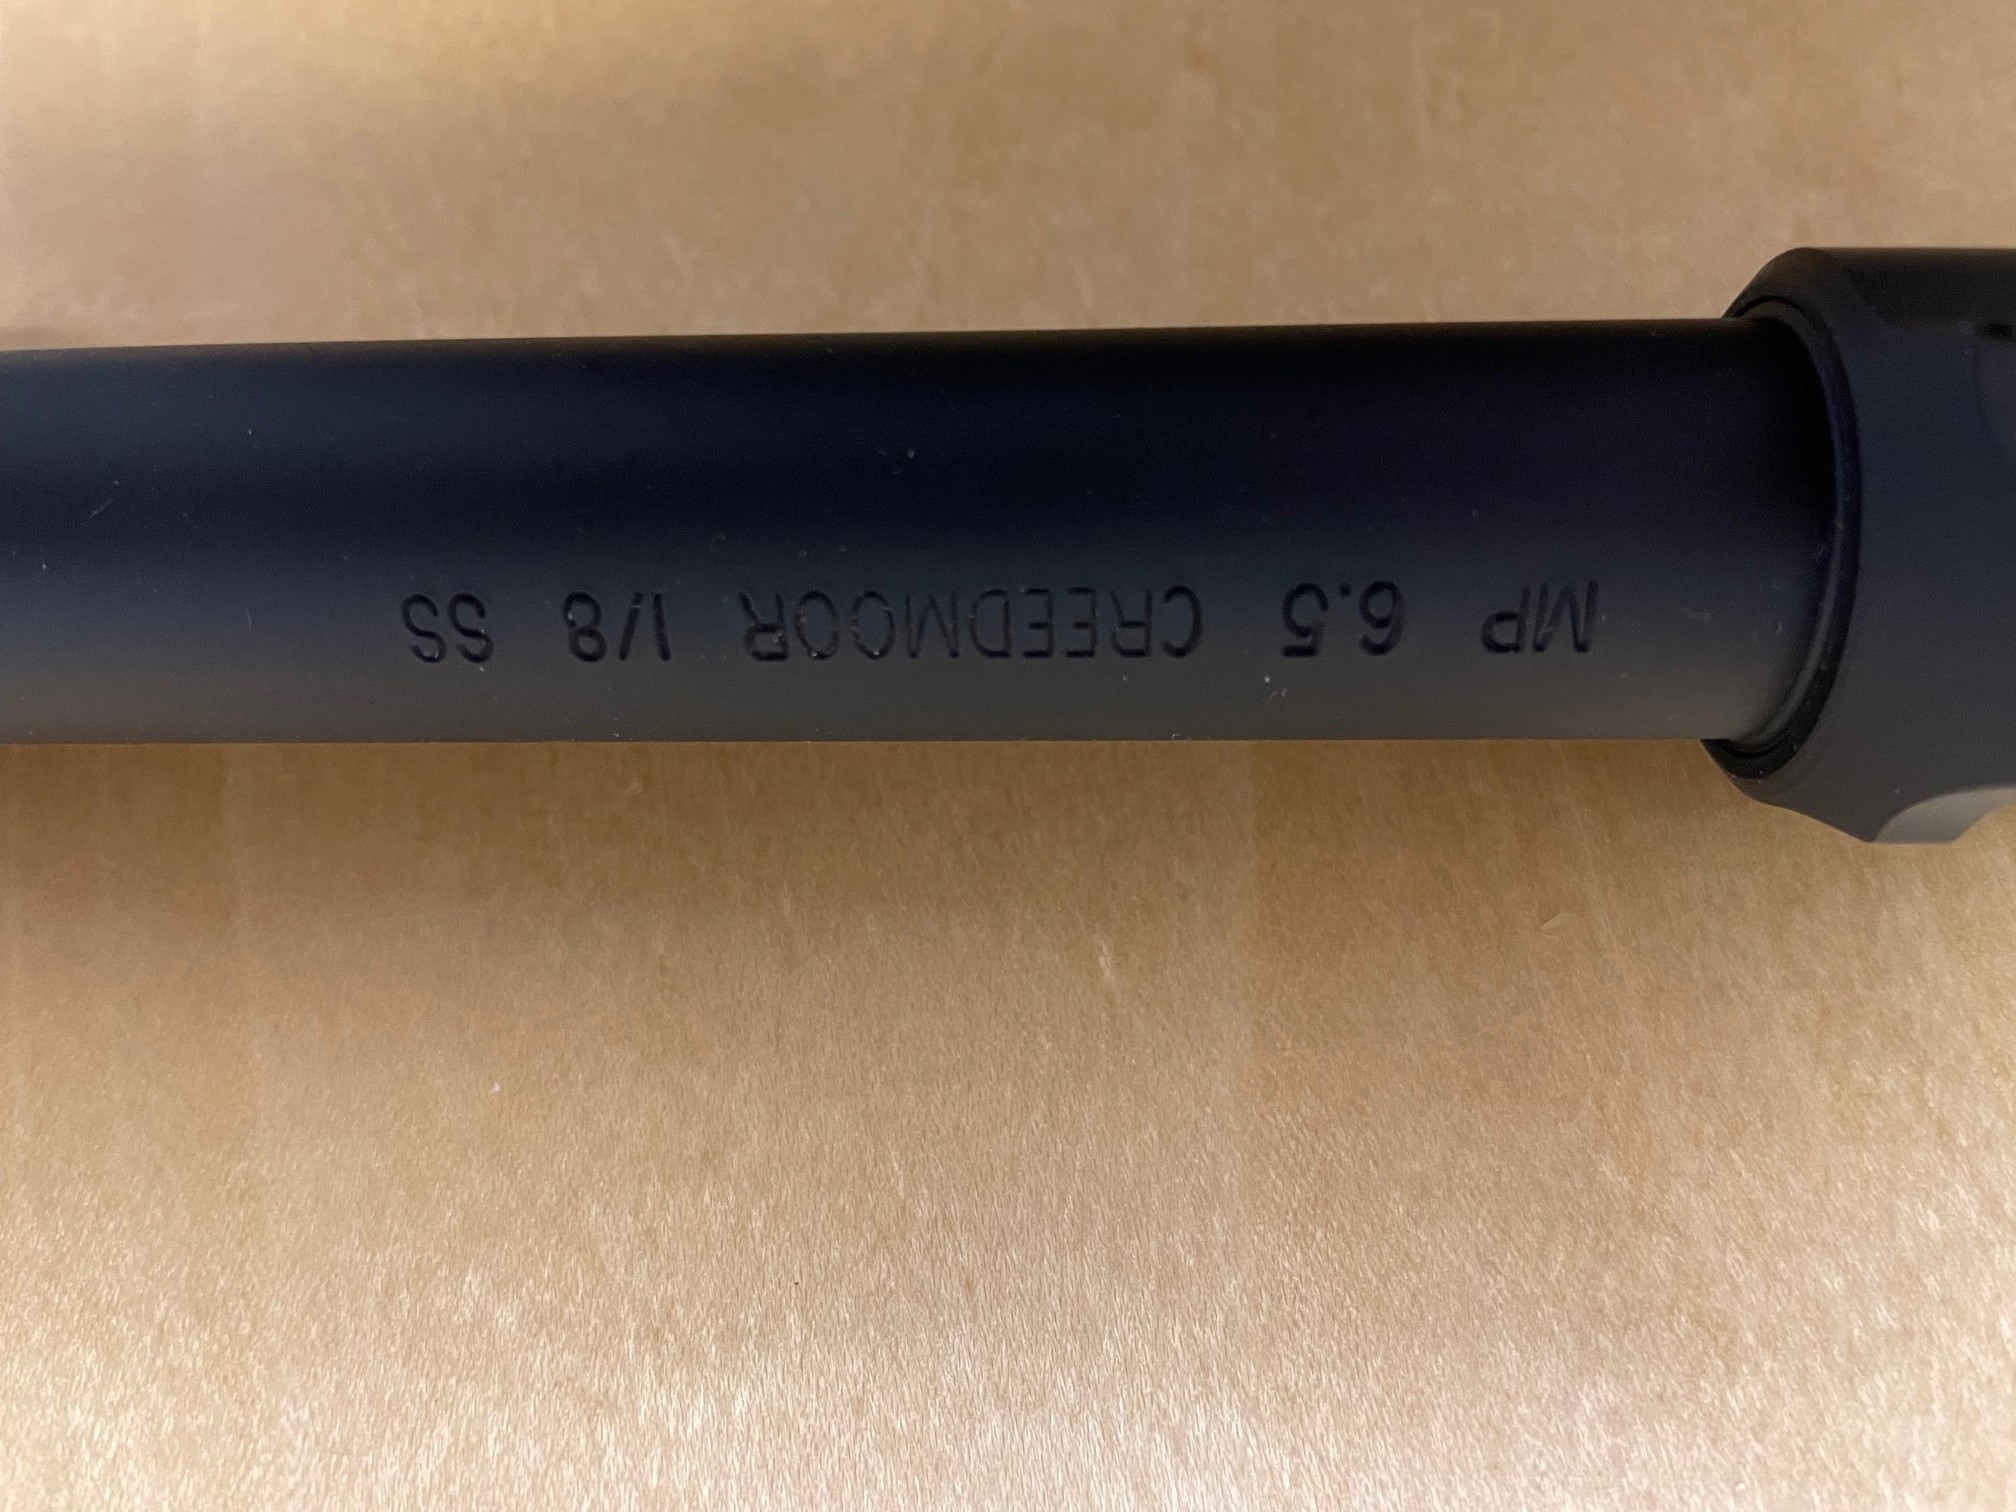 MP 6.5 CREEDMOOR 1/8 SS